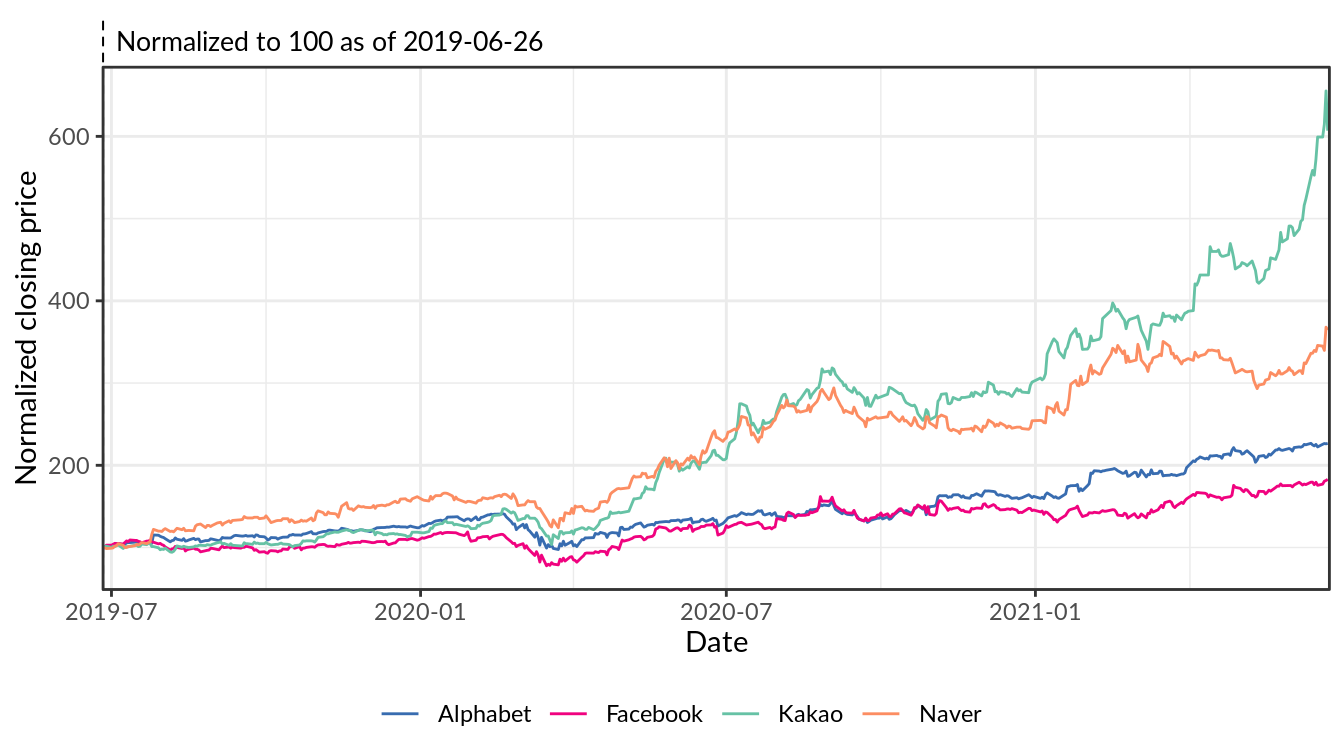 Normalized to 100 as of 2019-06-26
Normalized closing price
600
400
200
2019-07 2020-01 2020-07 2021-01
Date
Alphabet Facebook Kakao Naver